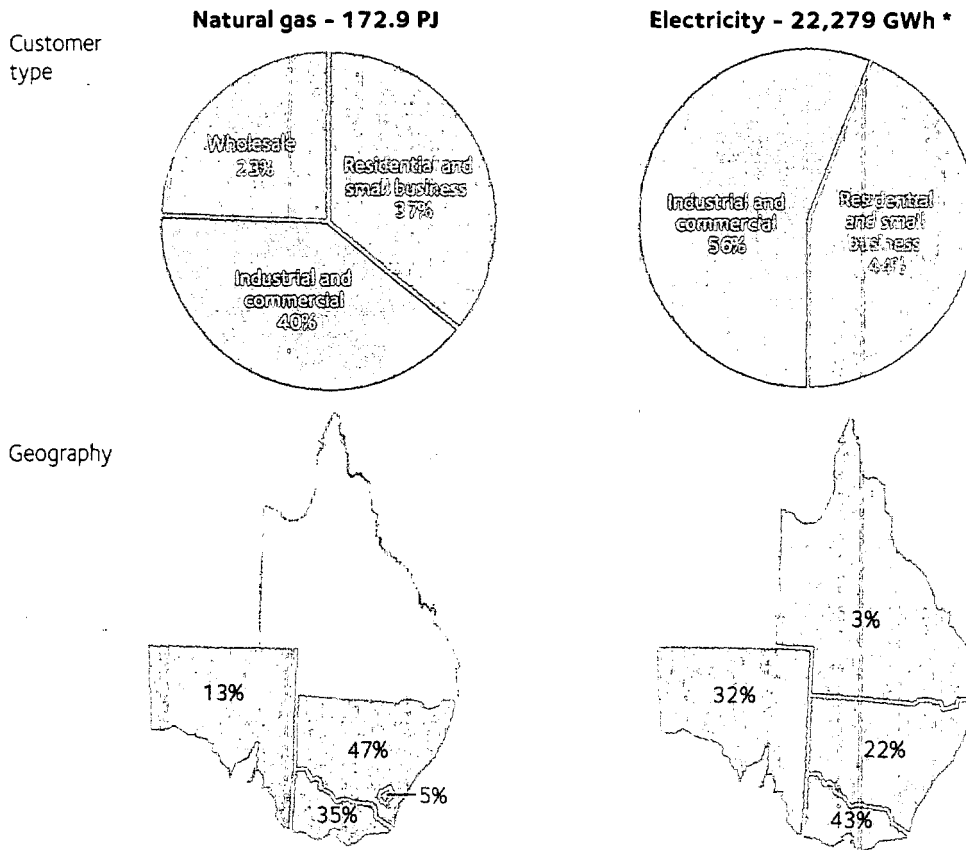 Natural gas - 172.9 PJ
Electricity - 22,279 GWh *
Customer
type
Wholesale
23%
Residential and
small business
37%
Industrial and
commercial
40%
Industrial and
commercial
56%
Residential
and small
business
44%
Geography
13%
47%
5%
35%
3%
32%
22%
43%